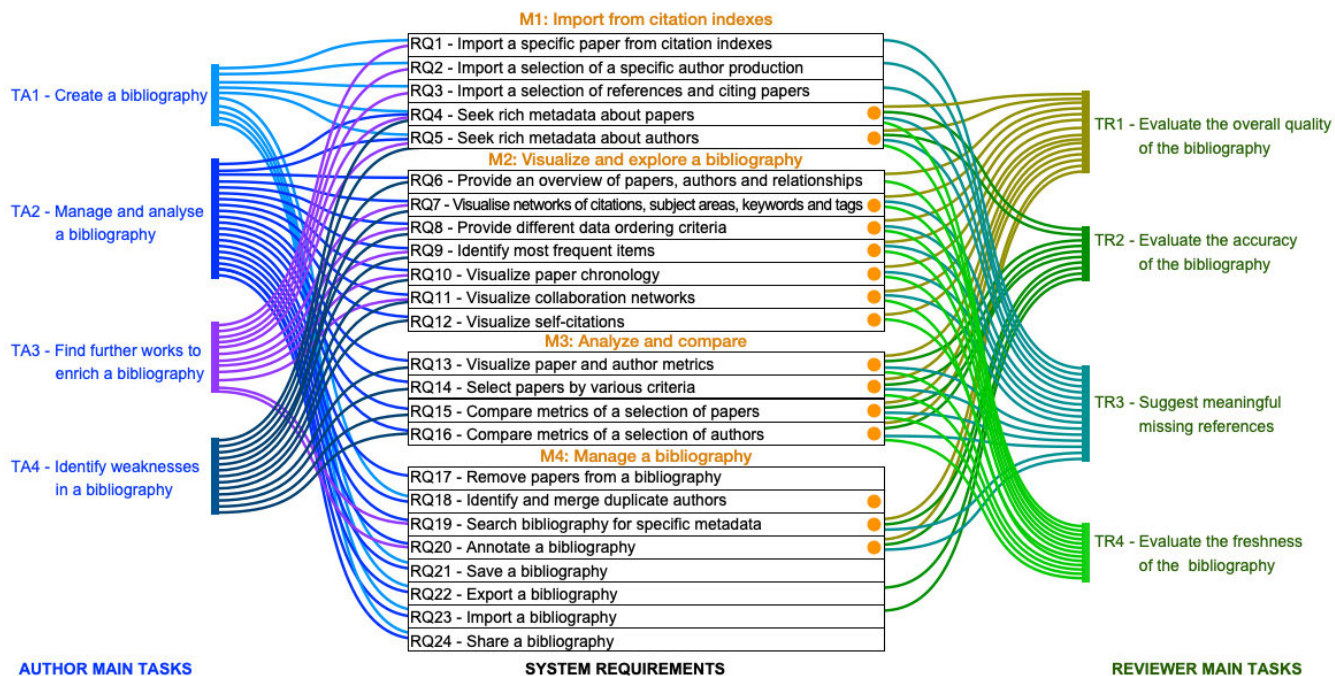 M1: Import from citation indexes
RQ1 - Import a specific paper from citation indexes
RQ2 - Import a selection of a specific author production
RQ3 - Import a selection of references and citing papers
RQ4 - Seek rich metadata about papers
RQ5 - Seek rich metadata about authors
M2: Visualize and explore a bibliography
RQ6 - Provide an overview of papers, authors and relationships
RQ7 - Visualise networks of citations, subject areas, keywords and tags
RQ8 - Provide different data ordering criteria
RQ9 - Identify most frequent items
RQ10 - Visualize paper chronology
RQ11 - Visualize collaboration networks
RQ12 - Visualize self-citations
M3: Analyze and compare
RQ13 - Visualize paper and author metrics
RQ14 - Select papers by various criteria
RQ15 - Compare metrics of a selection of papers
RQ16 - Compare metrics of a selection of authors
M4: Manage a bibliography
RQ17 - Remove papers from a bibliography
RQ18 - Identify and merge duplicate authors
RQ19 - Search bibliography for specific metadata
RQ20 - Annotate a bibliography
RQ21 - Save a bibliography
RQ22 - Export a bibliography
RQ23 - Import a bibliography
RQ24 - Share a bibliography
TA1 - Create a bibliography
TA2 - Manage and analyse
a bibliography
TA3 - Find further works to
enrich a bibliography
TA4 - Identify weaknesses
in a bibliography
TR1 - Evaluate the overall quality
of the bibliography
TR2 - Evaluate the accuracy
of the bibliography
TR3 - Suggest meaningful
missing references
TR4 - Evaluate the freshness
of the bibliography
AUTHOR MAIN TASKS
SYSTEM REQUIREMENTS
REVIEWER MAIN TASKS